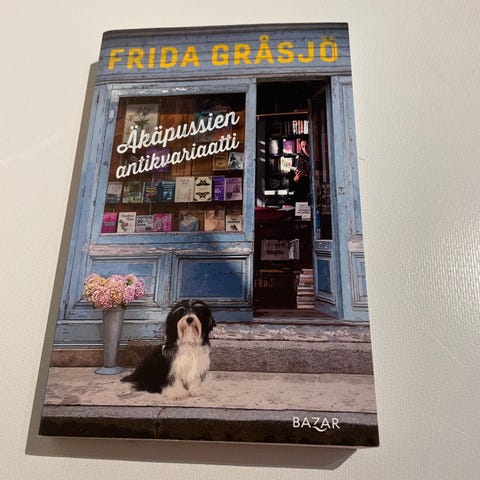 FRIDA GRÅSJÖ
Äkäpussien
antikvariaatti
BAZAR